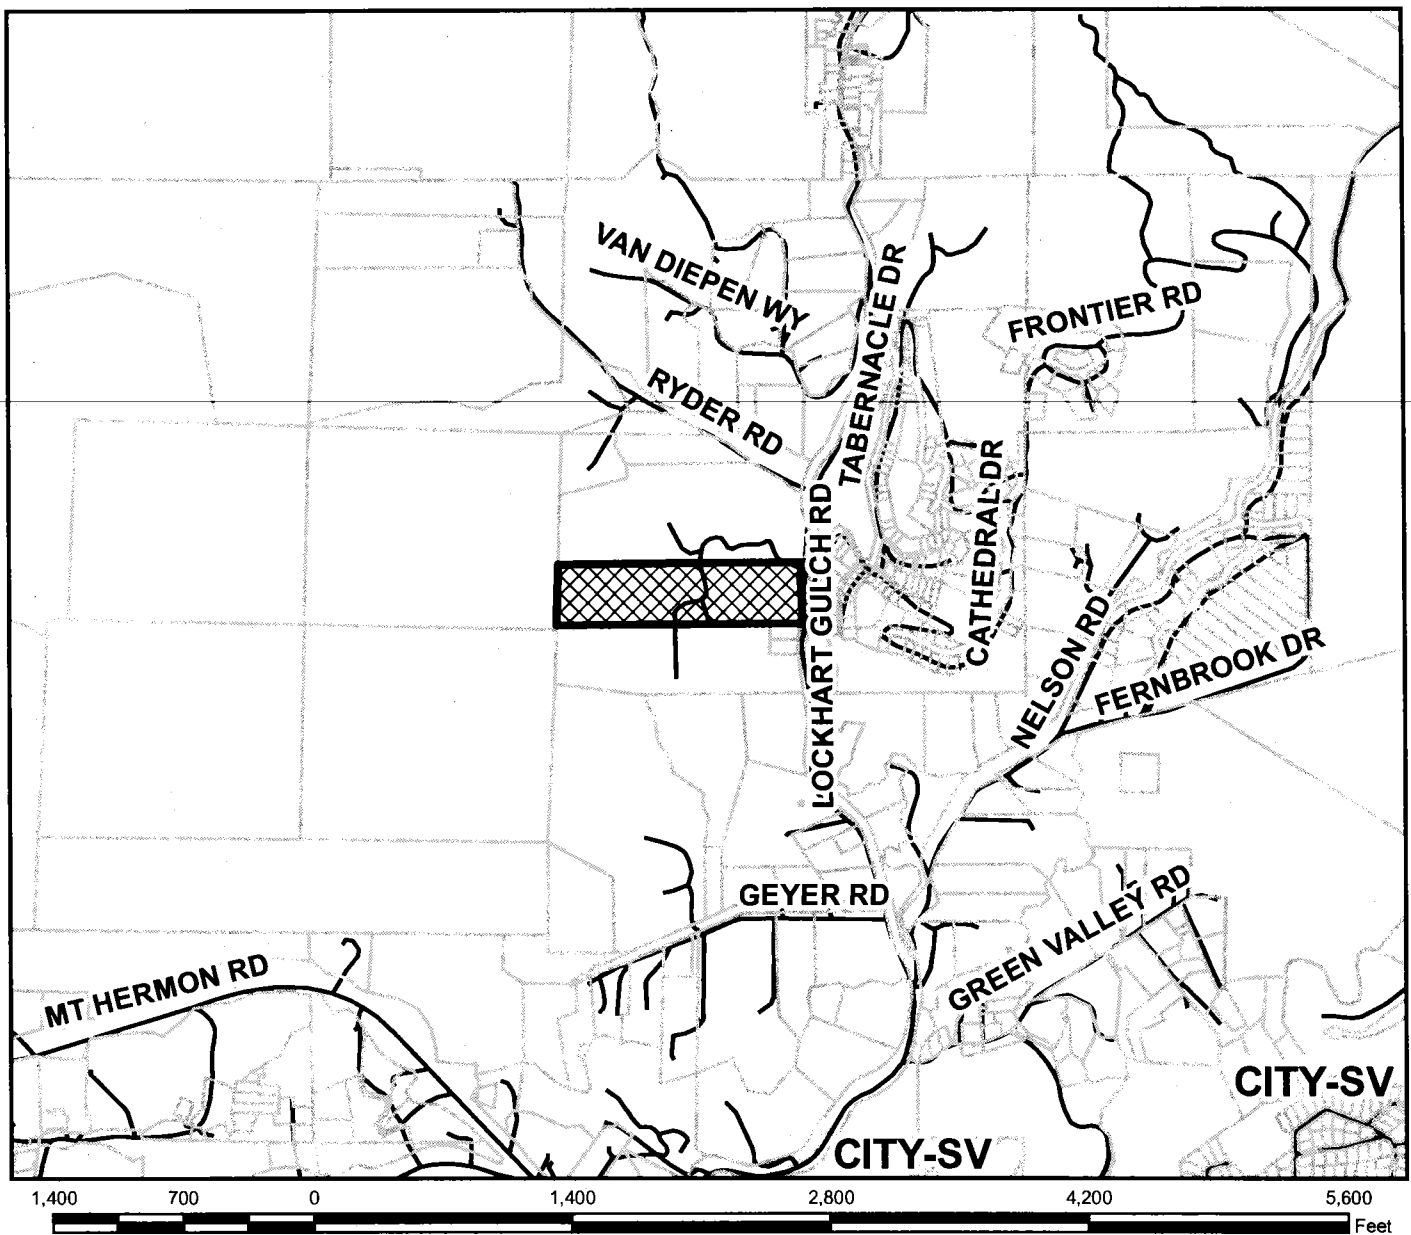 VAN DIEPEN WY
TABERNACLE DR
FRONTIER RD
RYDER RD
LOCKHART GULCH RD
CATHEDRAL DR
NELSON RD
FERNBROOK DR
GEYER RD
GREEN VALLEY RD
MT HERMON RD
CITY-SV
CITY-SV
1,400 700 0 1,400 2,800 4,200 5,600
Feet